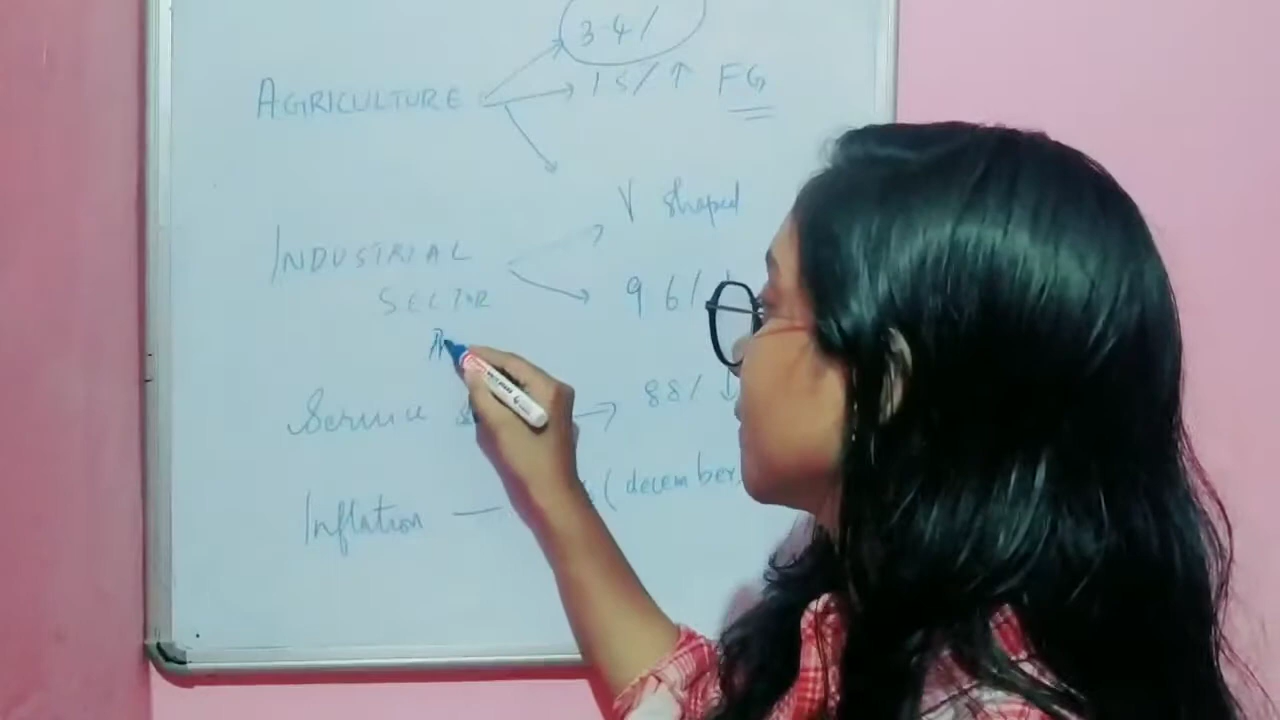 3.4%
AGRICULTURE 15% ↑ FG
V shaped
INDUSTRIAL
SECTOR 9 6%
Service 88% ↓
Inflation — (december